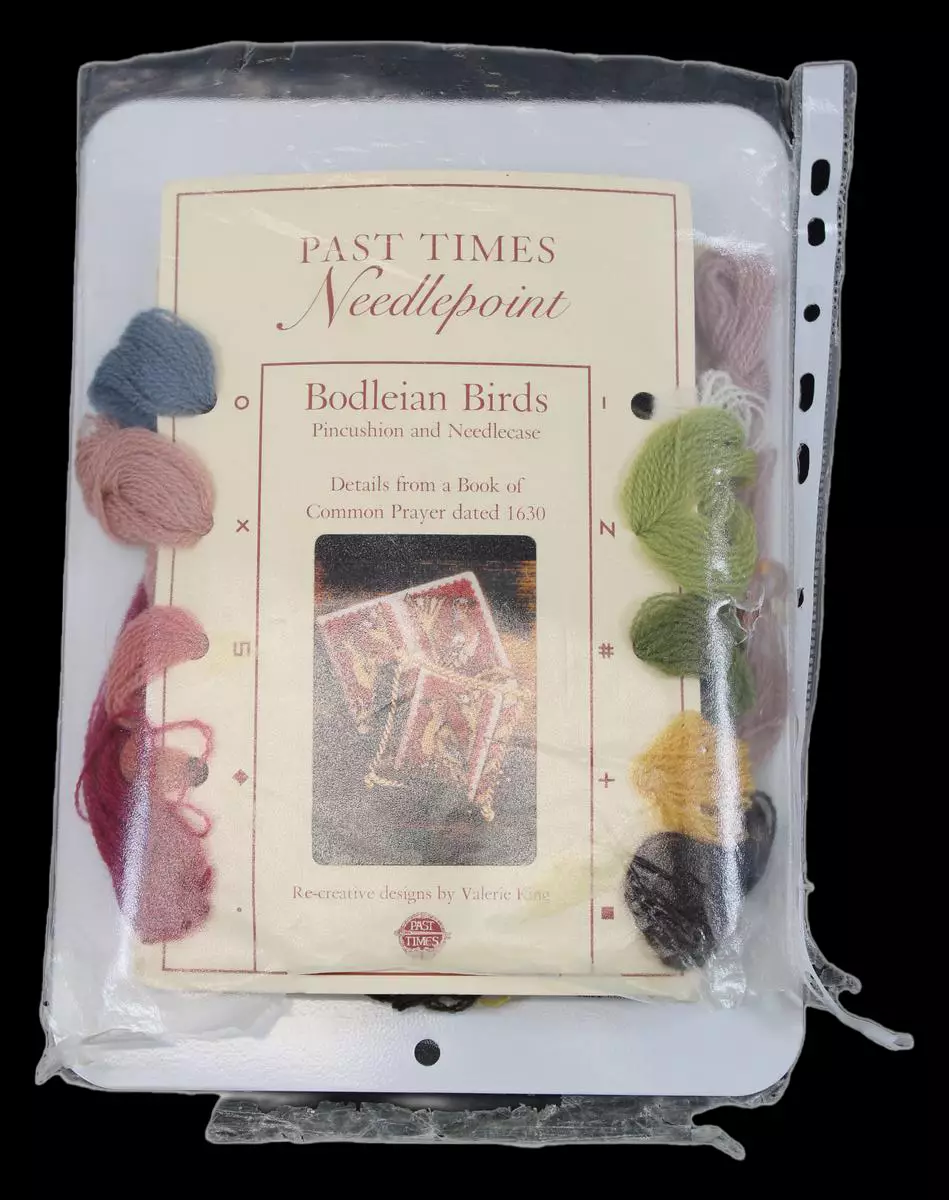 PAST TIMES
Needlepoint
Bodleian Birds
Pincushion and Needlecase
Details from a Book of
Common Prayer dated 1630
Re-creative designs by Valerie King
PAST
TIMES